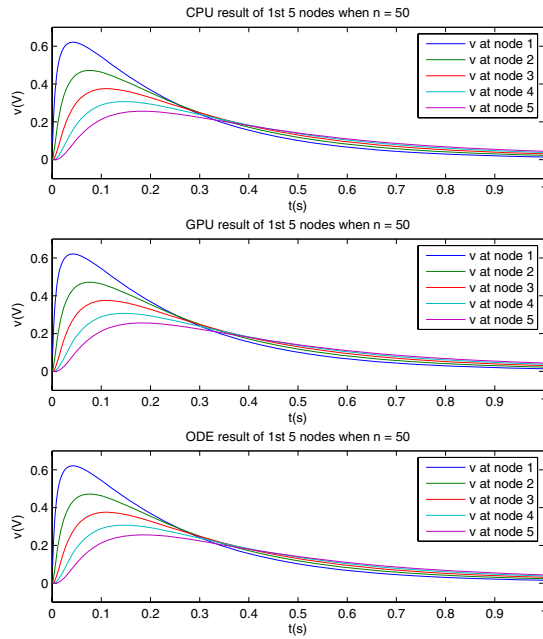 CPU result of 1st 5 nodes when n = 50
v(V)
0.6
0.4
0.2
0
v at node 1
v at node 2
v at node 3
v at node 4
v at node 5
0 0.1 0.2 0.3 0.4 0.5 0.6 0.7 0.8 0.9 1
t(s)
GPU result of 1st 5 nodes when n = 50
v(V)
0.6
0.4
0.2
0
v at node 1
v at node 2
v at node 3
v at node 4
v at node 5
0 0.1 0.2 0.3 0.4 0.5 0.6 0.7 0.8 0.9 1
t(s)
ODE result of 1st 5 nodes when n = 50
v(V)
0.6
0.4
0.2
0
v at node 1
v at node 2
v at node 3
v at node 4
v at node 5
0 0.1 0.2 0.3 0.4 0.5 0.6 0.7 0.8 0.9 1
t(s)